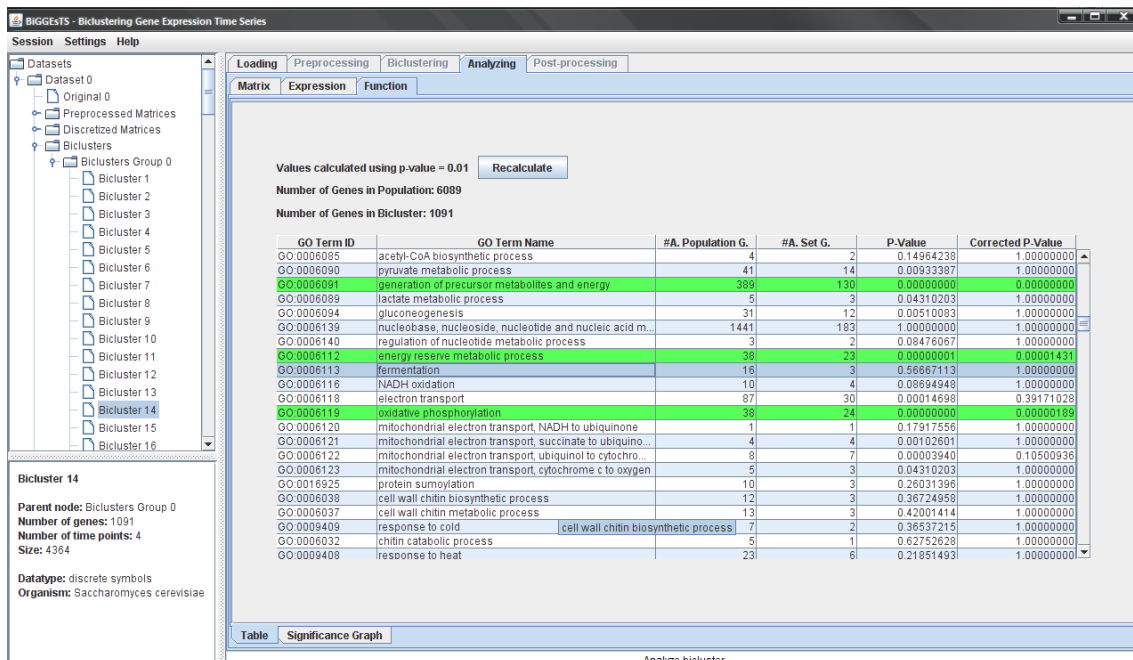 BiGGEsTS - Biclustering Gene Expression Time Series
Session Settings Help
Datasets
Dataset 0
Original 0
Preprocessed Matrices
Discretized Matrices
Biclusters
Biclusters Group 0
Bicluster 1
Bicluster 2
Bicluster 3
Bicluster 4
Bicluster 5
Bicluster 6
Bicluster 7
Bicluster 8
Bicluster 9
Bicluster 10
Bicluster 11
Bicluster 12
Bicluster 13
Bicluster 14
Bicluster 15
Bicluster 16
Bicluster 14
Parent node: Biclusters Group 0
Number of genes: 1091
Number of time points: 4
Size: 4364
Datatype: discrete symbols
Organism: Saccharomyces cerevisiae
Loading Preprocessing Biclustering Analyzing Post-processing
Matrix Expression Function
Values calculated using p-value = 0.01 Recalculate
Number of Genes in Population: 6089
Number of Genes in Bicluster: 1091
GO Term ID GO Term Name #A. Population G. #A. Set G. P-Value Corrected P-Value
GO:0006085 acetyl-CoA biosynthetic process 4 2 0.14964238 1.00000000
GO:0006090 pyruvate metabolic process 41 14 0.00933387 1.00000000
GO:0006091 generation of precursor metabolites and energy 389 130 0.00000000 0.00000000
GO:0006089 lactate metabolic process 5 3 0.04310203 1.00000000
GO:0006094 gluconeogenesis 31 12 0.00510083 1.00000000
GO:0006139 nucleobase, nucleoside, nucleotide and nucleic acid m... 1441 183 1.00000000 1.00000000
GO:0006140 regulation of nucleotide metabolic process 3 2 0.08476067 1.00000000
GO:0006112 energy reserve metabolic process 38 23 0.00000001 0.00001431
GO:0006113 fermentation 16 3 0.56667113 1.00000000
GO:0006116 NADH oxidation 10 4 0.08694948 1.00000000
GO:0006118 electron transport 87 30 0.00014698 0.39171028
GO:0006119 oxidative phosphorylation 38 24 0.00000000 0.00000189
GO:0006120 mitochondrial electron transport, NADH to ubiquinone 1 1 0.17917556 1.00000000
GO:0006121 mitochondrial electron transport, succinate to ubiquino... 4 4 0.00102601 1.00000000
GO:0006122 mitochondrial electron transport, ubiquinol to cytochro... 8 7 0.00003940 0.10500936
GO:0006123 mitochondrial electron transport, cytochrome c to oxygen 5 3 0.04310203 1.00000000
GO:0016925 protein sumoylation 10 3 0.26031396 1.00000000
GO:0006038 cell wall chitin biosynthetic process 12 3 0.36724958 1.00000000
GO:0006037 cell wall chitin metabolic process 13 3 0.42001414 1.00000000
GO:0009409 response to cold cell wall chitin biosynthetic process 7 2 0.36537215 1.00000000
GO:0006032 chitin catabolic process 5 1 0.62752628 1.00000000
GO:0009408 response to heat 23 6 0.21851493 1.00000000
Table Significance Graph
Analyze bicluster